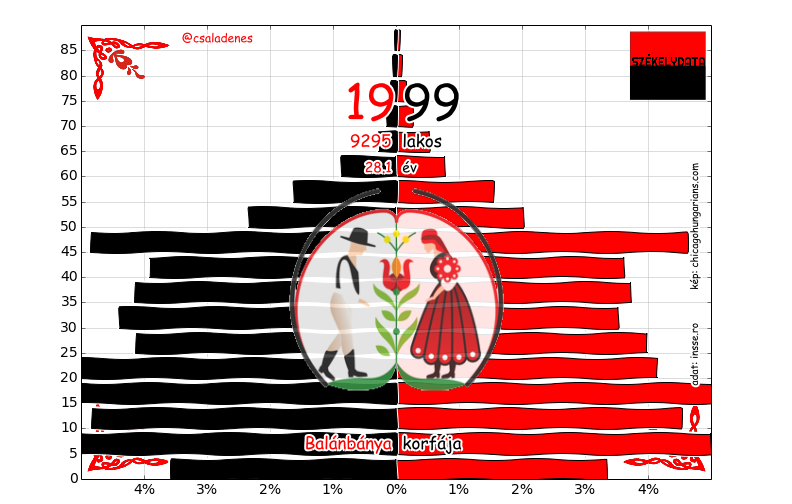 @csaladenes
SZÉKELYDATA
1999
9295 lakos
28.1 év
kép: chicagohungarians.com
adat: insse.ro
Balánbánya korfája
85
80
75
70
65
60
55
50
45
40
35
30
25
20
15
10
5
0
4% 3% 2% 1% 0% 1% 2% 3% 4%